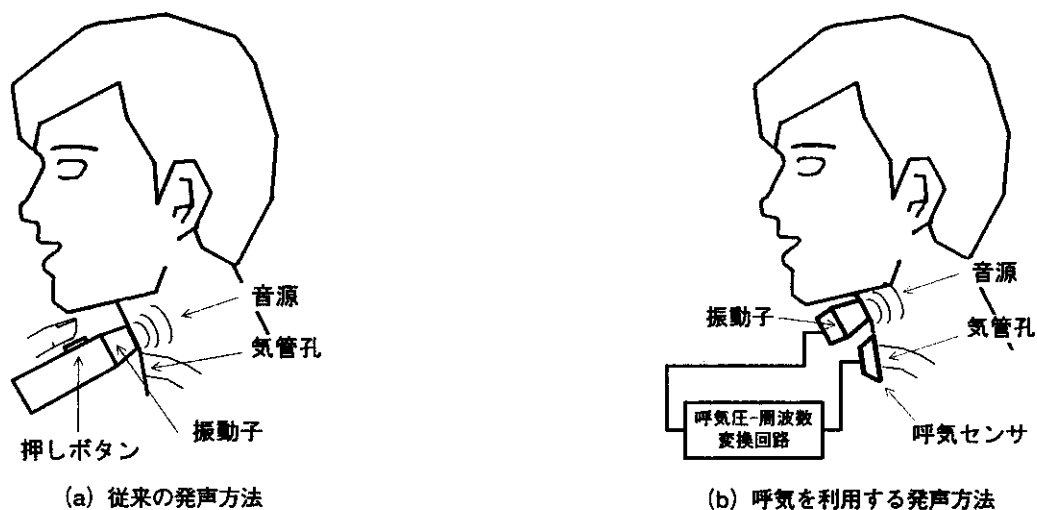 音源
気管孔
振動子
押しボタン
(a) 従来の発声方法
音源
振動子
気管孔
呼気圧-周波数
変換回路
呼気センサ
(b) 呼気を利用する発声方法